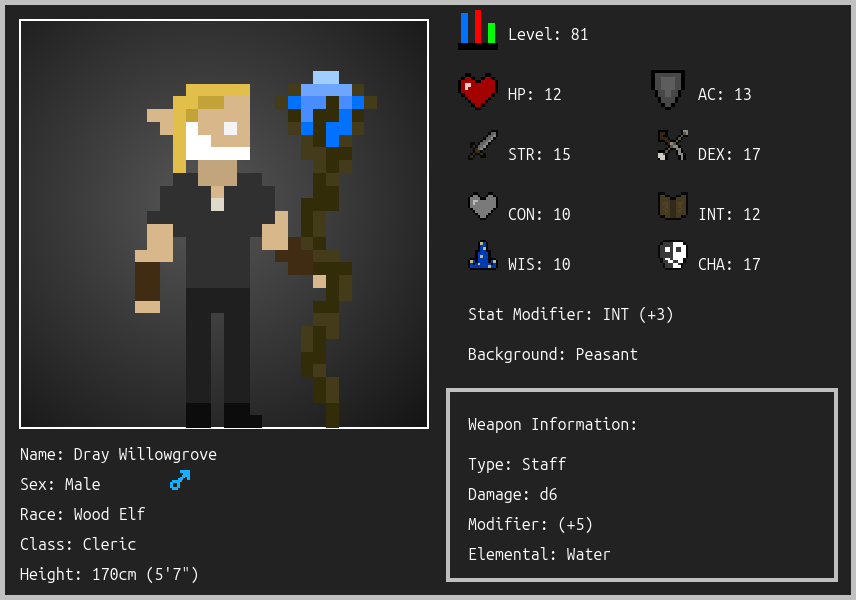 Level: 81
HP: 12
AC: 13
STR: 15
DEX: 17
CON: 10
INT: 12
WIS: 10
CHA: 17
Stat Modifier: INT (+3)
Background: Peasant
Weapon Information:
Type: Staff
Damage: d6
Modifier: (+5)
Elemental: Water
Name: Dray Willowgrove
Sex: Male
Race: Wood Elf
Class: Cleric
Height: 170cm (5'7")